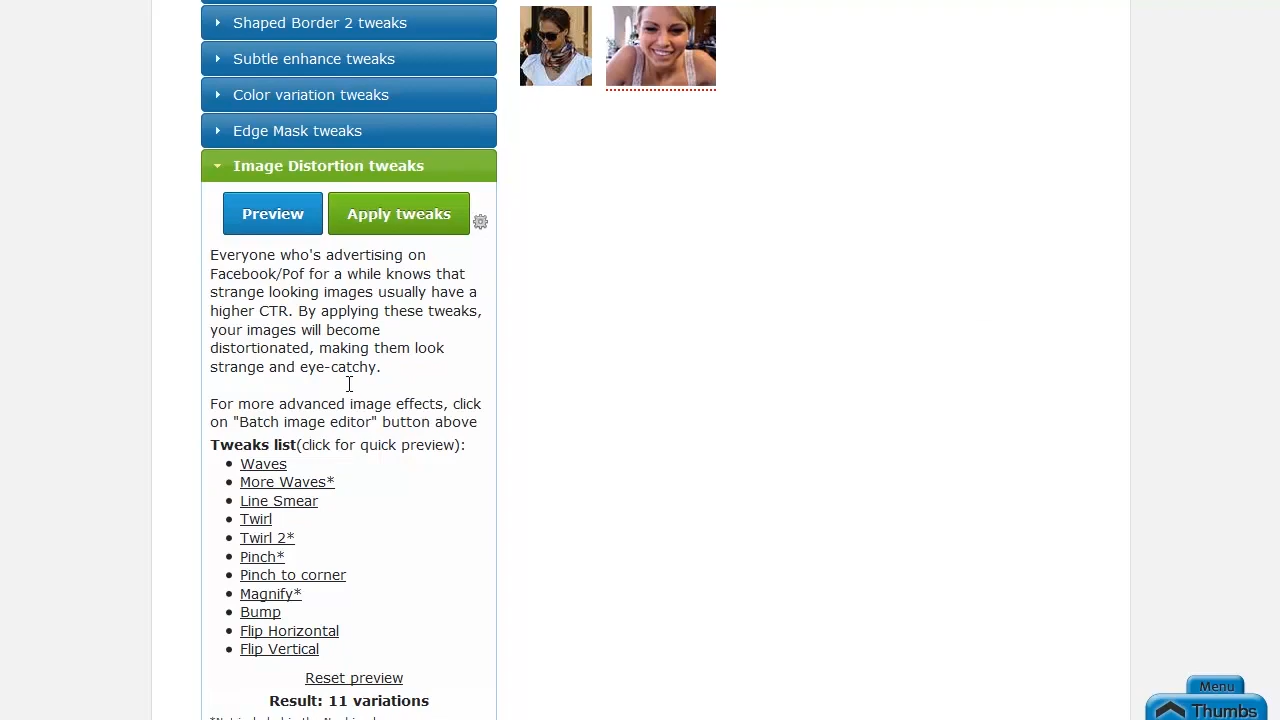 Shaped Border 2 tweaks
Subtle enhance tweaks
Color variation tweaks
Edge Mask tweaks
Image Distortion tweaks
Preview
Apply tweaks
Everyone who's advertising on
Facebook/Pof for a while knows that
strange looking images usually have a
higher CTR. By applying these tweaks,
your images will become
distortionated, making them look
strange and eye-catchy.
For more advanced image effects, click
on "Batch image editor" button above
Tweaks list(click for quick preview):
Waves
More Waves*
Line Smear
Twirl
Twirl 2*
Pinch*
Pinch to corner
Magnify*
Bump
Flip Horizontal
Flip Vertical
Reset preview
Result: 11 variations
Menu
Thumbs